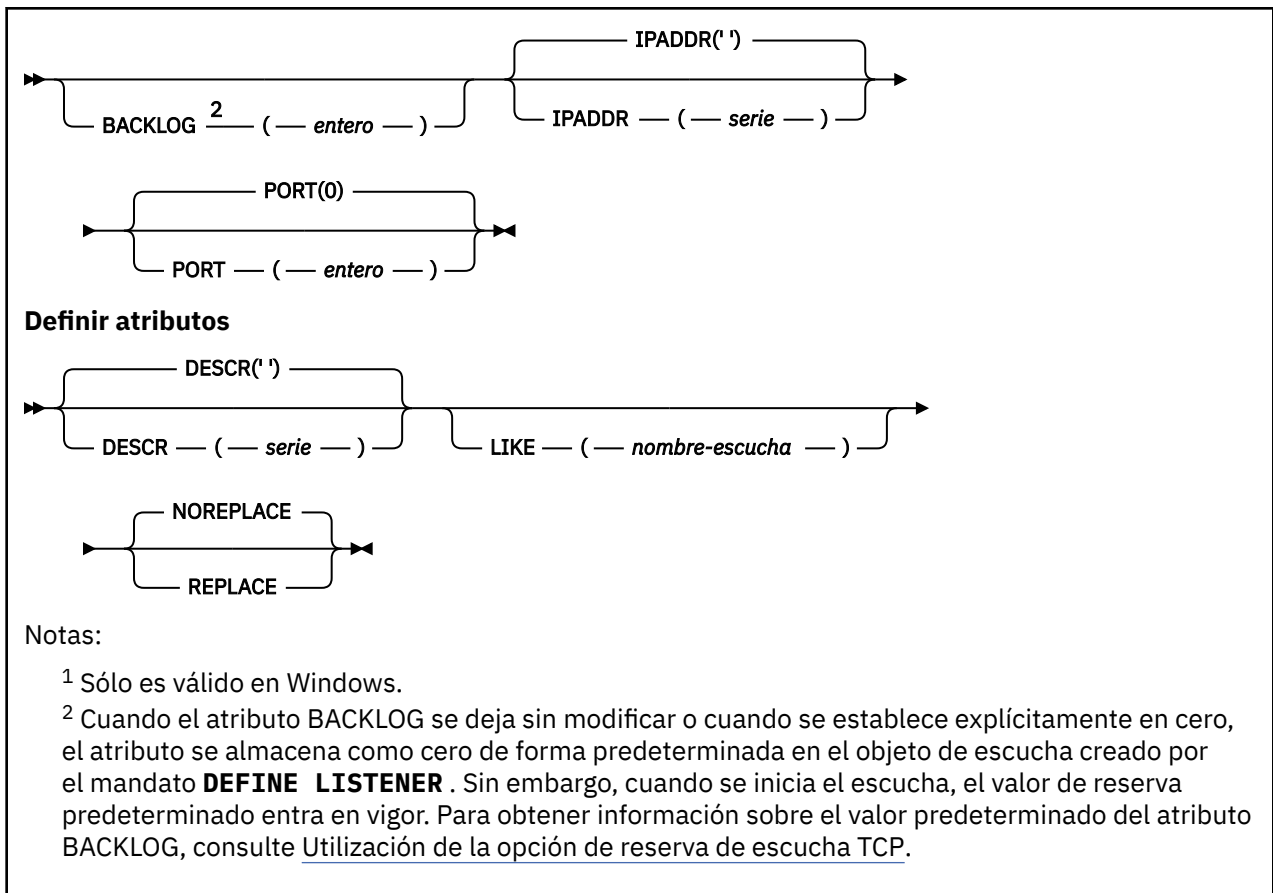 IPADDR(' ')
BACKLOG 2 ( entero ) IPADDR ( serie )
PORT(0)
PORT ( entero )
Definir atributos
DESCR(' ')
DESCR ( serie ) LIKE ( nombre-escucha )
NOREPLACE
REPLACE
Notas:
1 Sólo es válido en Windows.
2 Cuando el atributo BACKLOG se deja sin modificar o cuando se establece explícitamente en cero,
el atributo se almacena como cero de forma predeterminada en el objeto de escucha creado por
el mandato DEFINE LISTENER . Sin embargo, cuando se inicia el escucha, el valor de reserva
predeterminado entra en vigor. Para obtener información sobre el valor predeterminado del atributo
BACKLOG, consulte Utilización de la opción de reserva de escucha TCP.